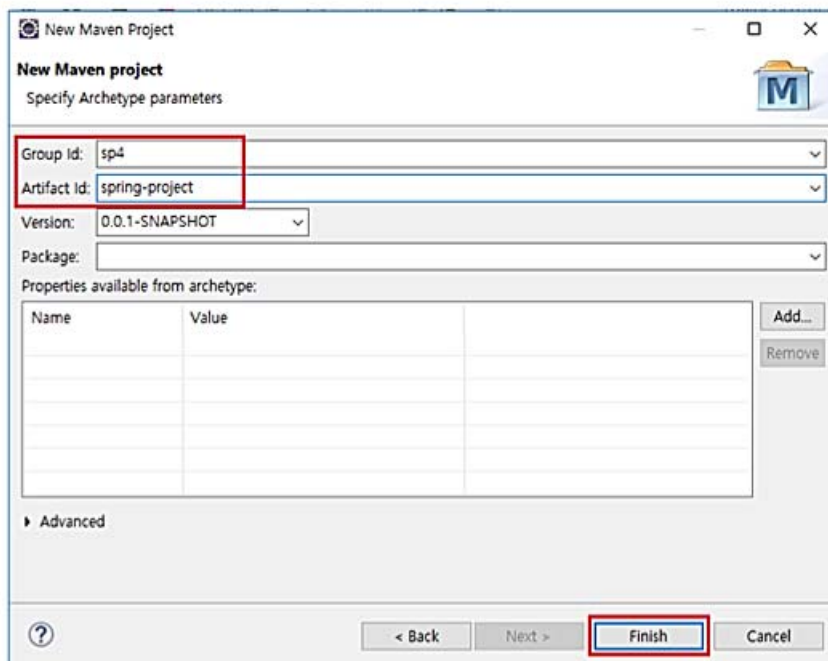 New Maven Project
New Maven project
Specify Archetype parameters
M
Group Id: sp4
Artifact Id: spring-project
Version: 0.0.1-SNAPSHOT
Package:
Properties available from archetype:
Name Value
Add...
Remove
Advanced
? < Back Next > Finish Cancel